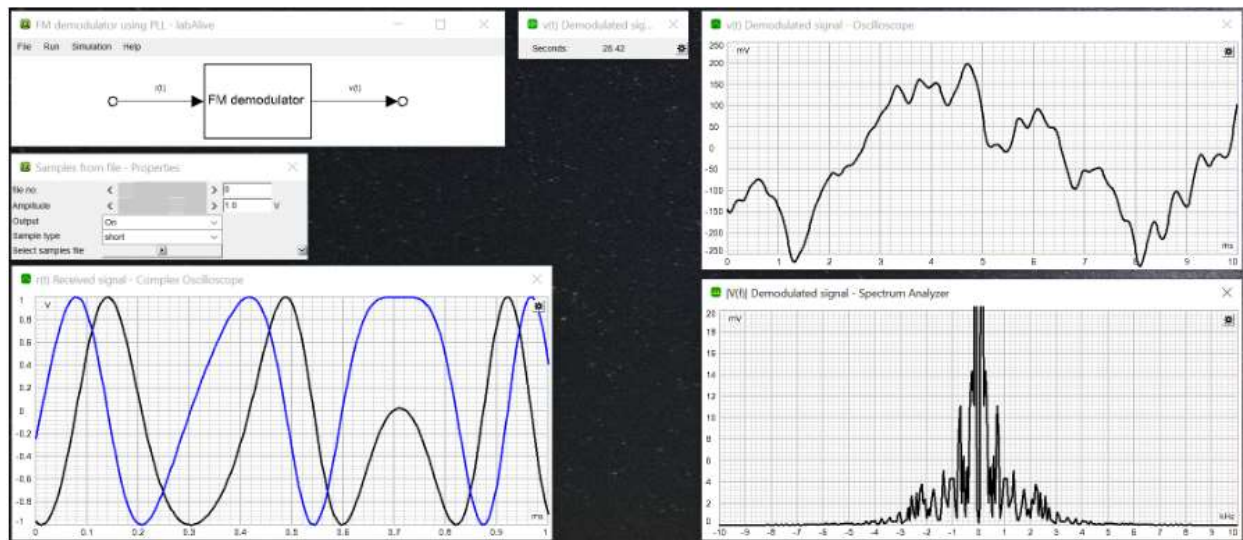 FM demodulator using PLL - labAlive
File Run Simulation Help
r(t)
FM demodulator
v(t)
v(t) Demodulated sig...
Seconds: 26.42
Samples from file - Properties
file no. 0
Amplitude 1.0 V
Output On
Sample type short
Select samples file
r(t) Received signal - Complex Oscilloscope
V
1
0.8
0.6
0.4
0.2
0
-0.2
-0.4
-0.6
-0.8
-1
ms
0 0.1 0.2 0.3 0.4 0.5 0.6 0.7 0.8 0.9 1
v(t) Demodulated signal - Oscilloscope
mV
250
200
150
100
50
0
-50
-100
-150
-200
-250
ms
0 1 2 3 4 5 6 7 8 9 10
|V(f)| Demodulated signal - Spectrum Analyzer
mV
20
18
16
14
12
10
8
6
4
2
0
kHz
-10 -9 -8 -7 -6 -5 -4 -3 -2 -1 0 1 2 3 4 5 6 7 8 9 10